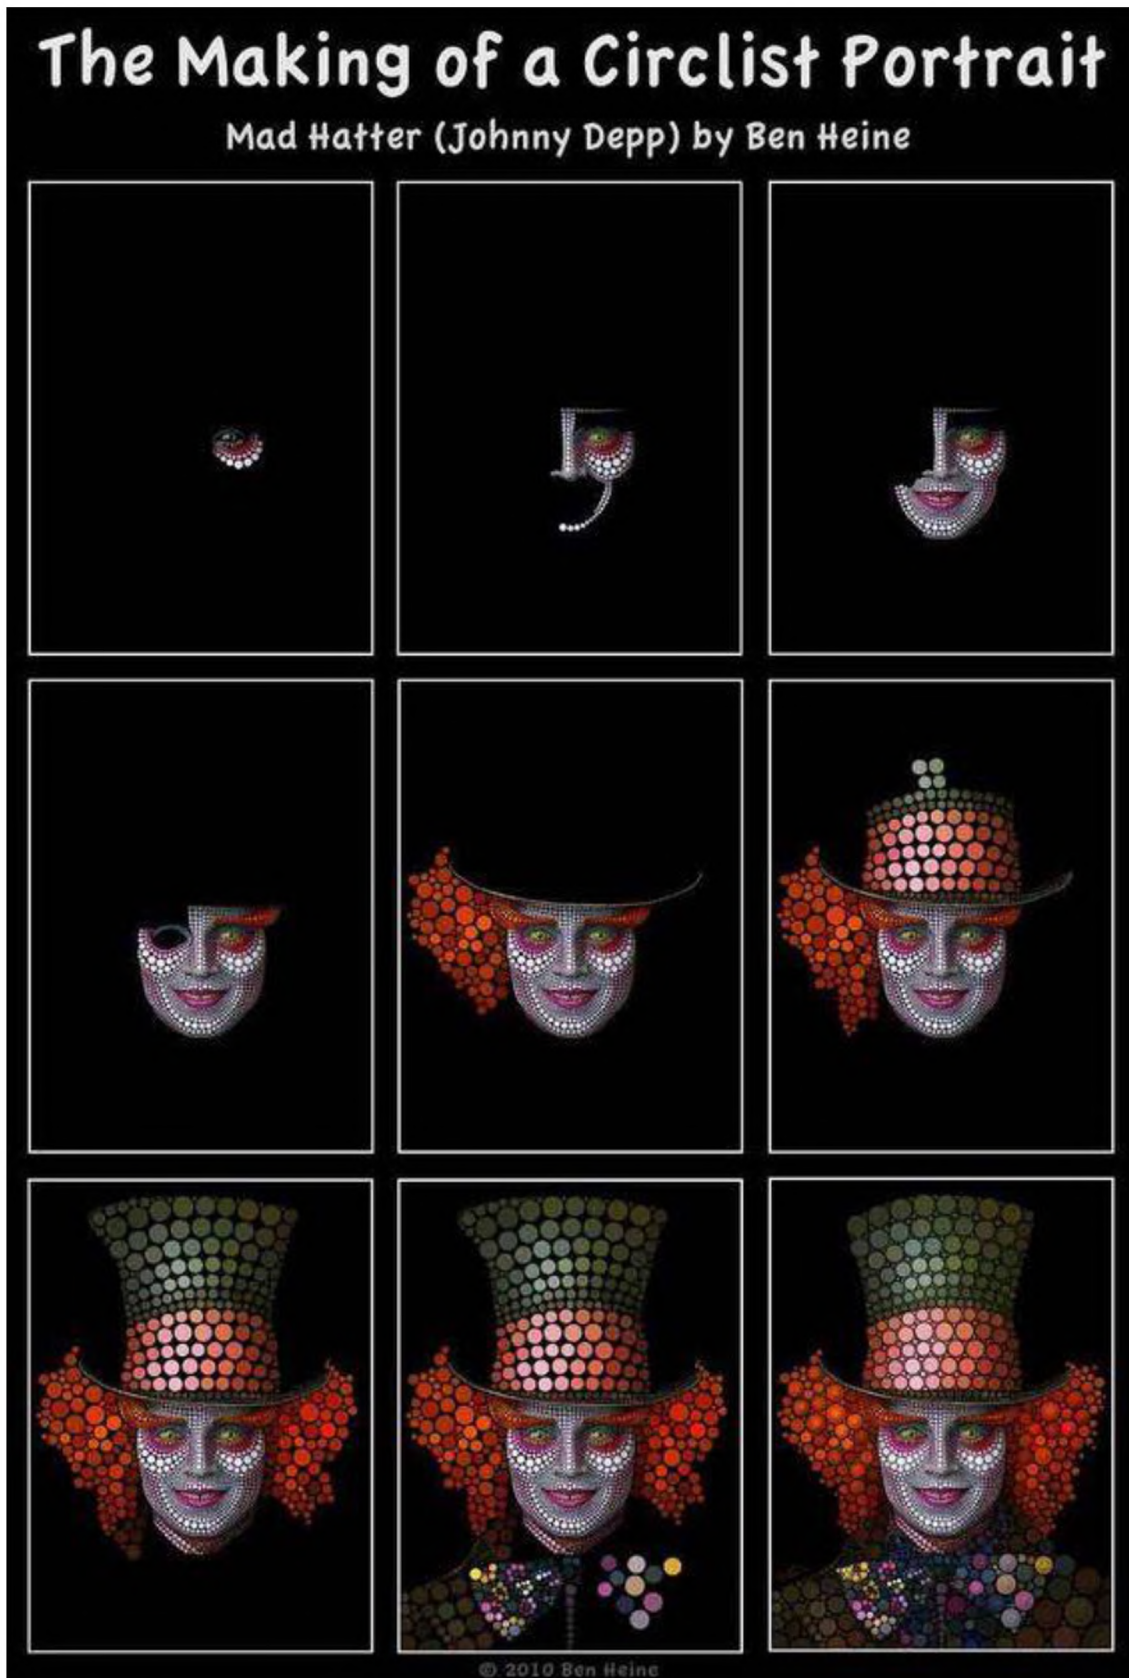 The Making of a Circlist Portrait
Mad Hatter (Johnny Depp) by Ben Heine
© 2010 Ben Heine